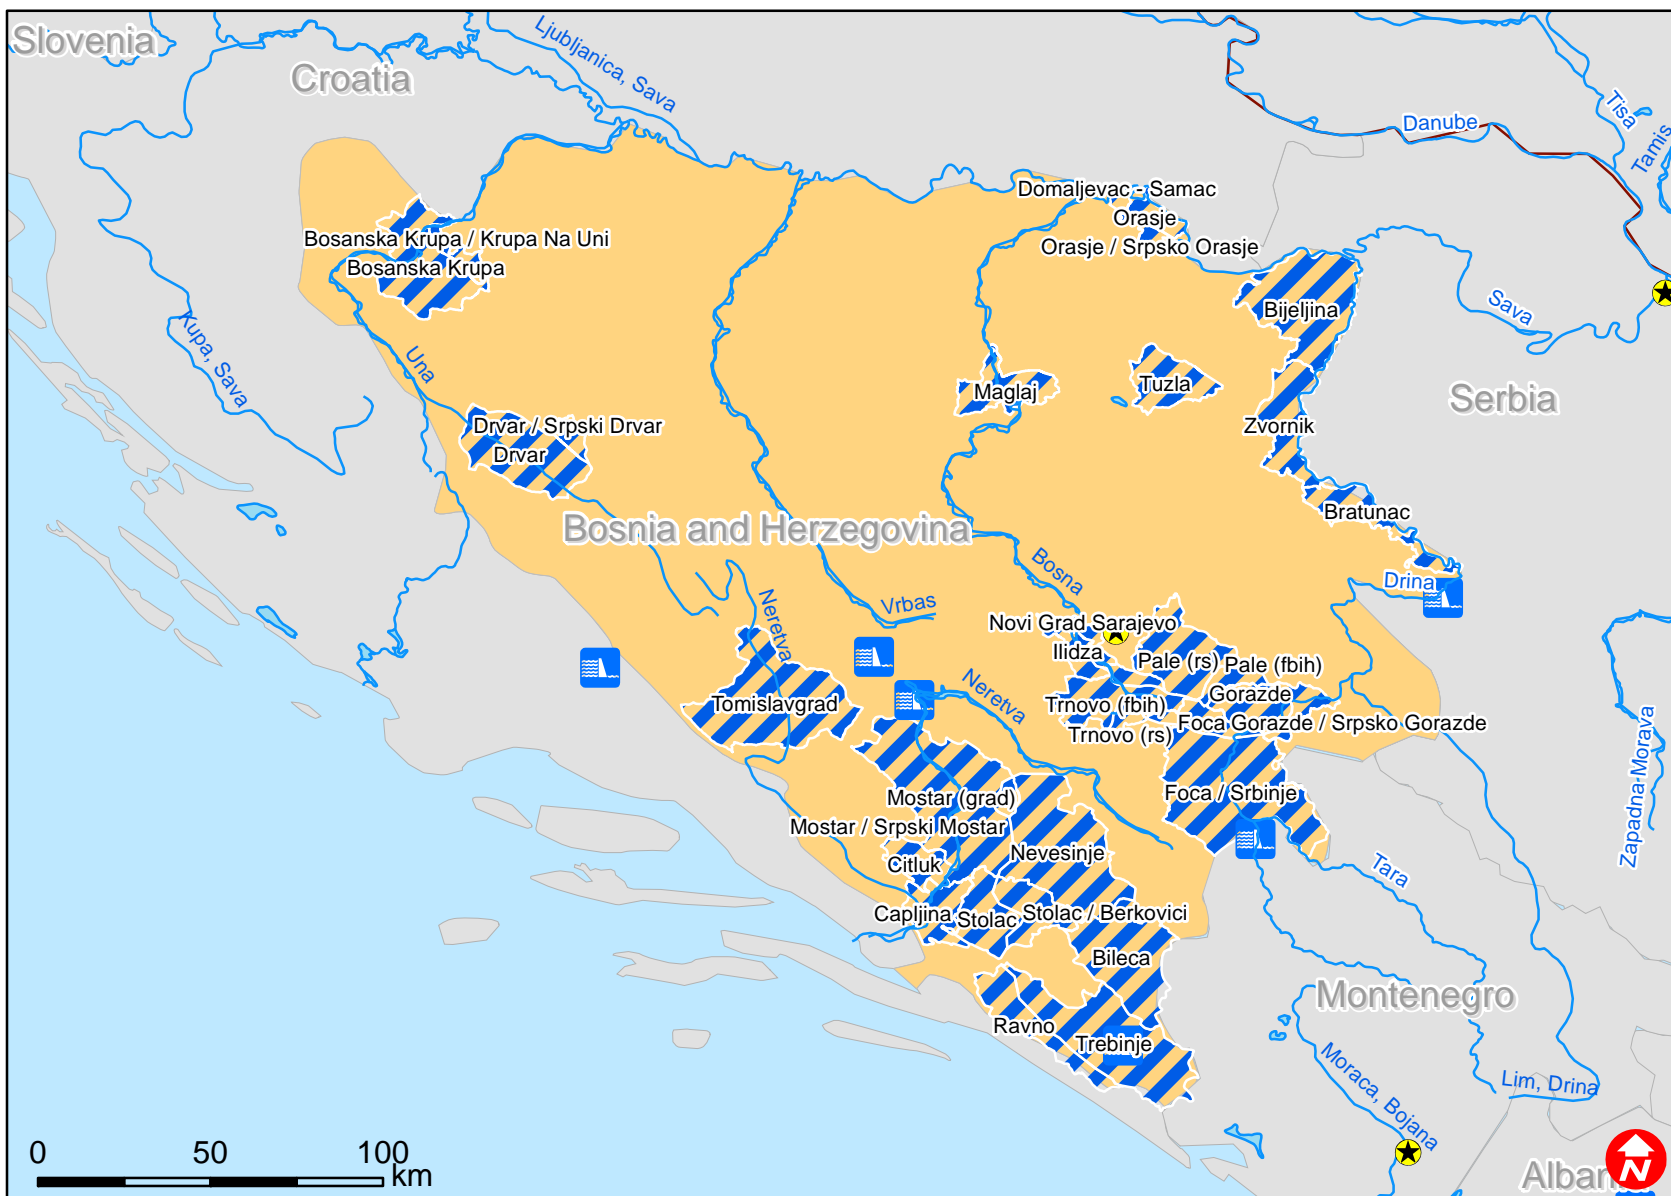 Slovenia
Croatia
Ljubljanica, Sava
Tisa
Tamis
Danube
Domaljevac - Samac
Orasje
Orasje / Srpsko Orasje
Bosanska Krupa / Krupa Na Uni
Bosanska Krupa
Bijeljina
Sava
Kupa, Sava
Una
Maglaj
Tuzla
Serbia
Zvornik
Drvar / Srpski Drvar
Drvar
Bratunac
Bosnia and Herzegovina
Bosna
Drina
Neretva
Vrbas
Novi Grad Sarajevo
Ilidza
Pale (rs)
Pale (fbih)
Neretva
Gorazde
Tomislavgrad
Trnovo (fbih)
Foca Gorazde / Srpsko Gorazde
Trnovo (rs)
Zapadna-Morava
Mostar (grad)
Foca / Srbinje
Mostar / Srpski Mostar
Nevesinje
Citluk
Tara
Capljina
Stolac
Stolac / Berkovici
Bileca
Montenegro
Ravno
Trebinje
Moraca, Bojana
Lim, Drina
0 50 100
km
Alban
N